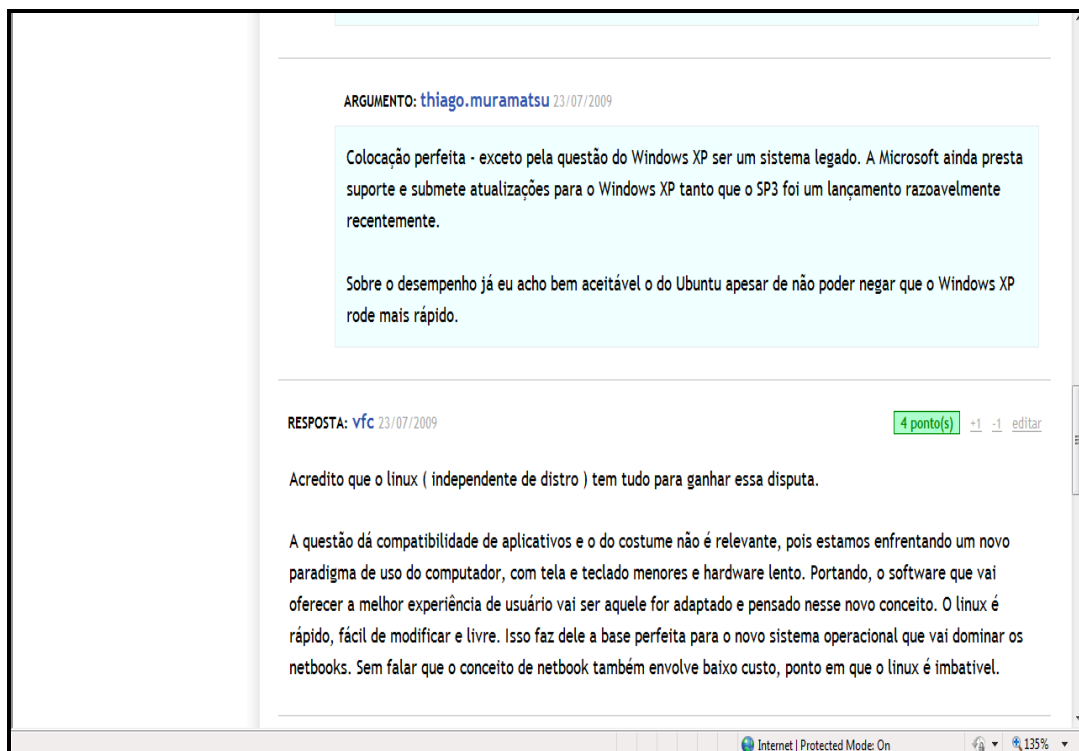 ARGUMENTO: thiago.muramatsu 23/07/2009
Colocação perfeita - exceto pela questão do Windows XP ser um sistema legado. A Microsoft ainda presta
suporte e submete atualizações para o Windows XP tanto que o SP3 foi um lançamento razoavelmente
recentemente.
Sobre o desempenho já eu acho bem aceitável o do Ubuntu apesar de não poder negar que o Windows XP
rode mais rápido.
RESPOSTA: vfc 23/07/2009 4 ponto(s) +1 -1 editar
Acredito que o linux ( independente de distro ) tem tudo para ganhar essa disputa.
A questão dá compatibilidade de aplicativos e o do costume não é relevante, pois estamos enfrentando um novo
paradigma de uso do computador, com tela e teclado menores e hardware lento. Portando, o software que vai
oferecer a melhor experiência de usuário vai ser aquele for adaptado e pensado nesse novo conceito. O linux é
rápido, fácil de modificar e livre. Isso faz dele a base perfeita para o novo sistema operacional que vai dominar os
netbooks. Sem falar que o conceito de netbook também envolve baixo custo, ponto em que o linux é imbativel.
Internet | Protected Mode: On 135%